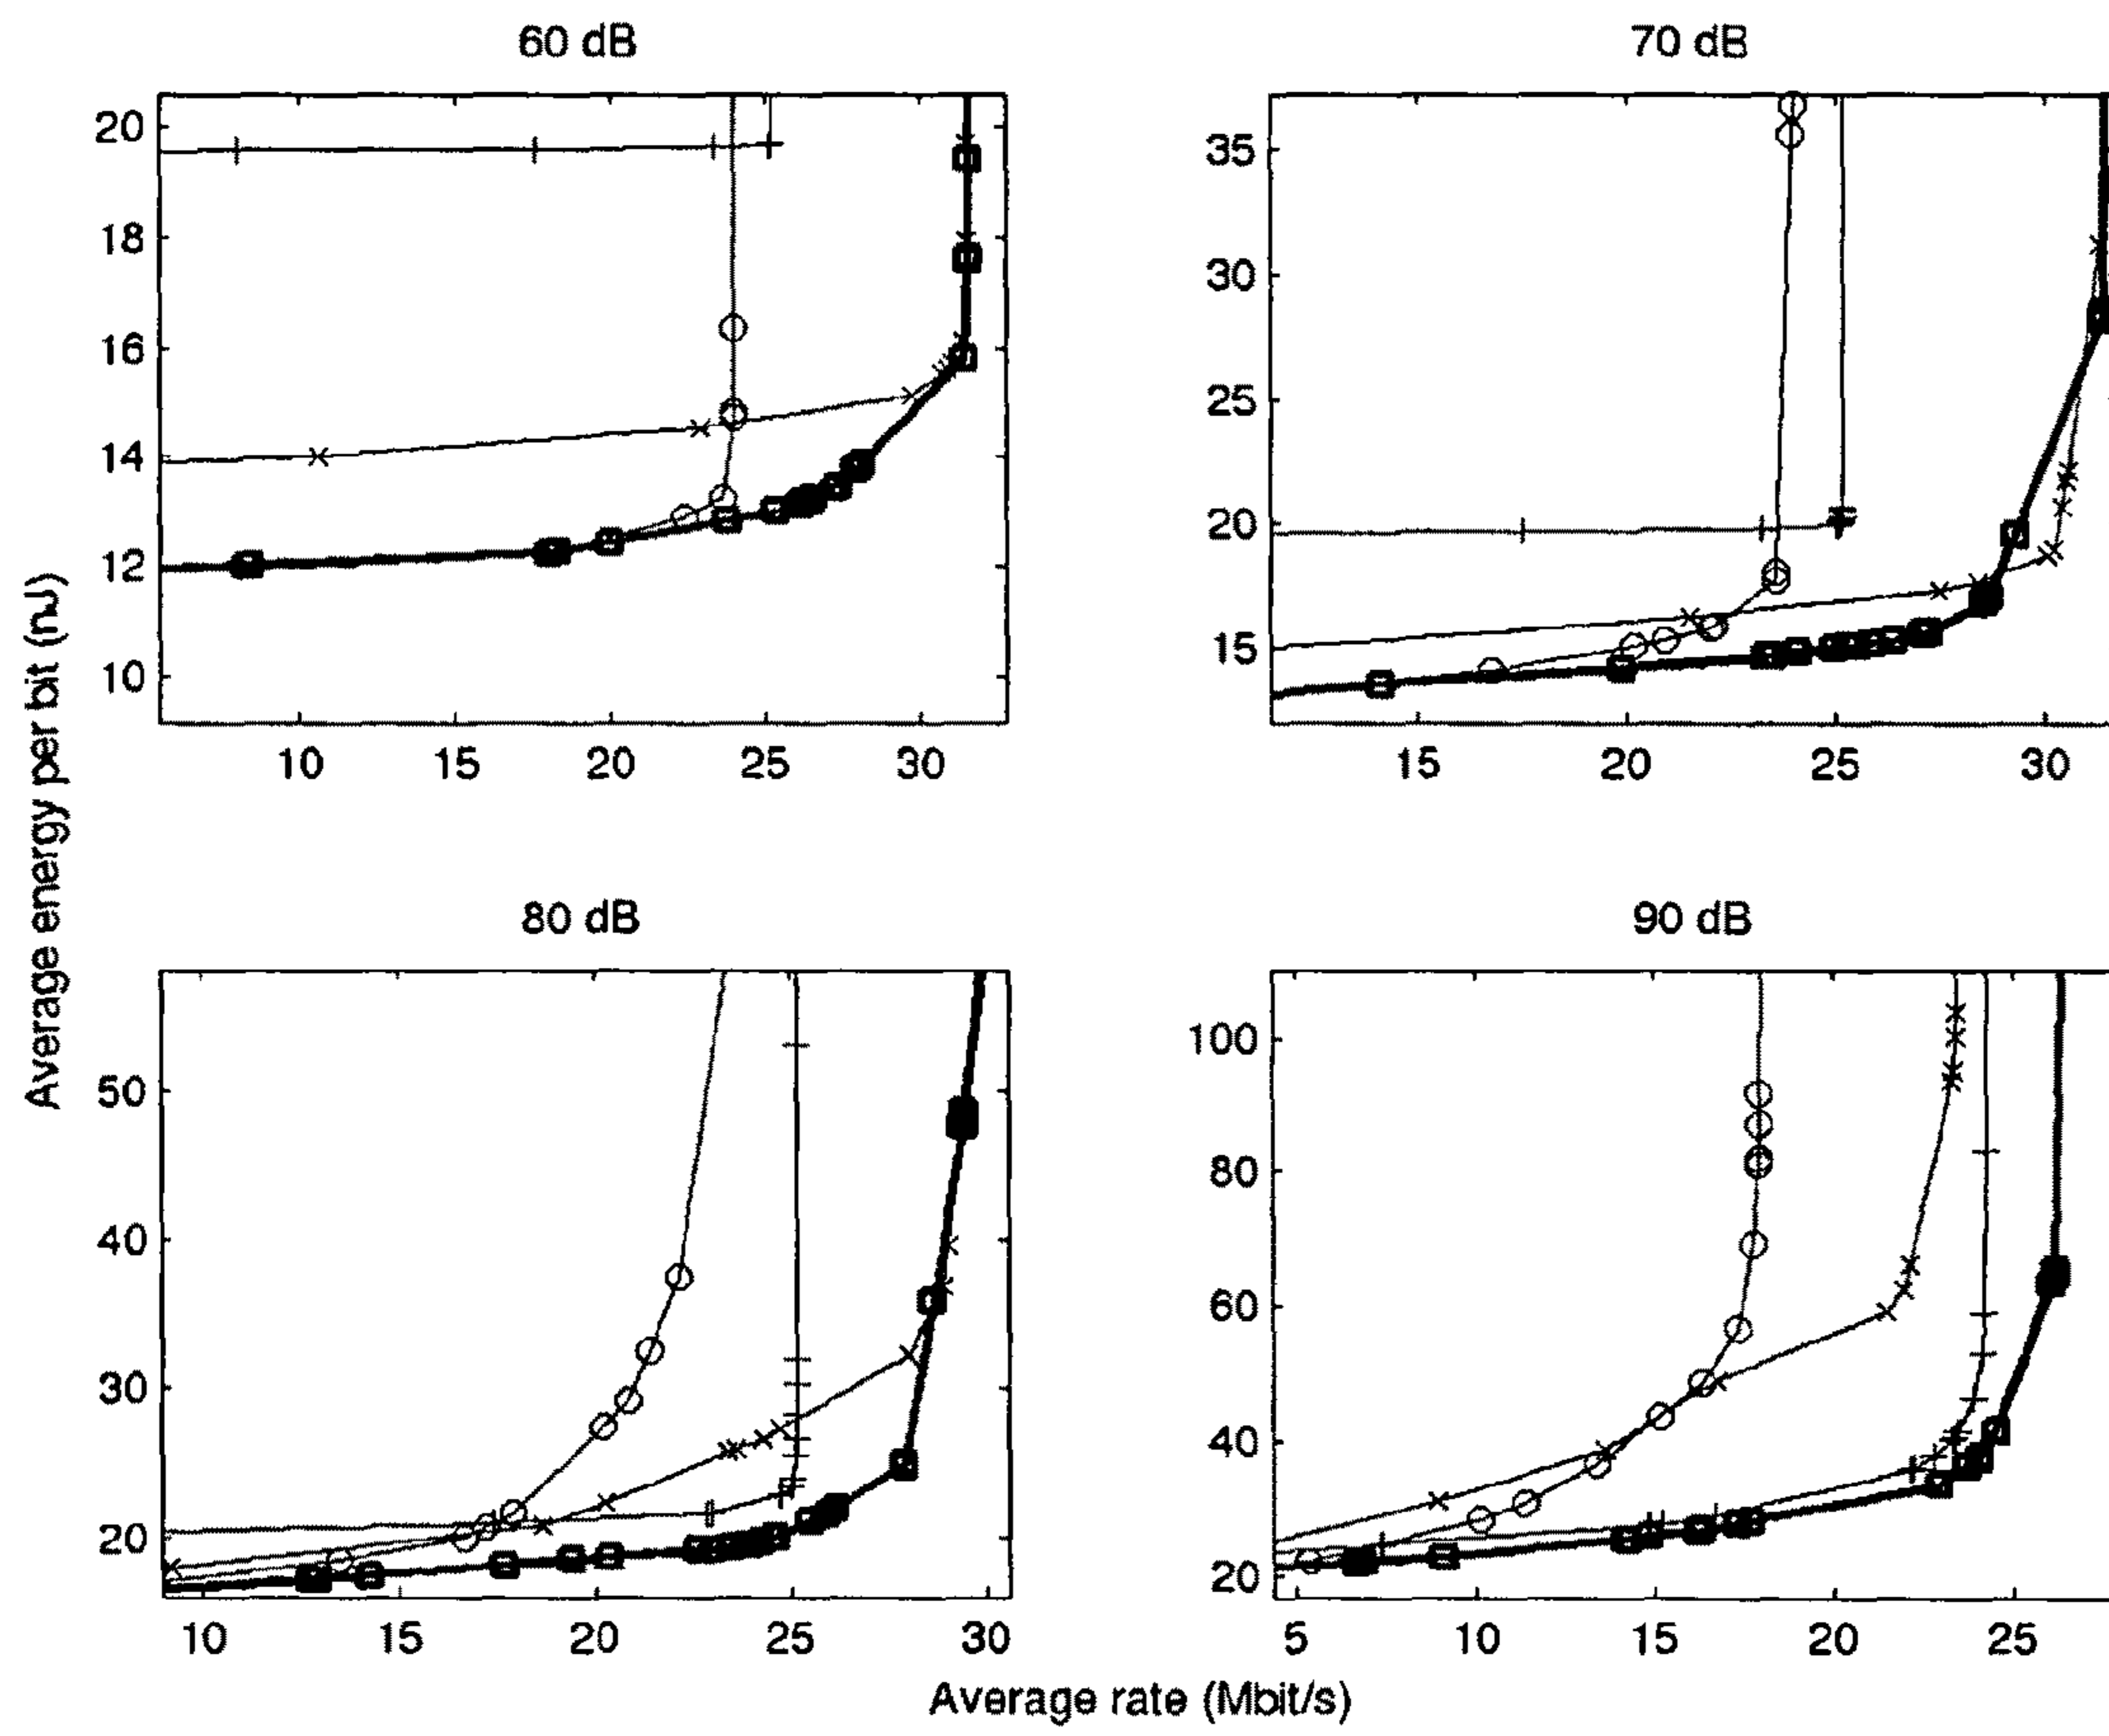 60 dB
70 dB
20
18
16
14
12
10
10 15 20 25 30
35
30
25
20
15
15 20 25 30
Average energy per bit (nJ)
80 dB
90 dB
50
40
30
20
10 15 20 25 30
100
80
60
40
20
5 10 15 20 25
Average rate (Mbit/s)